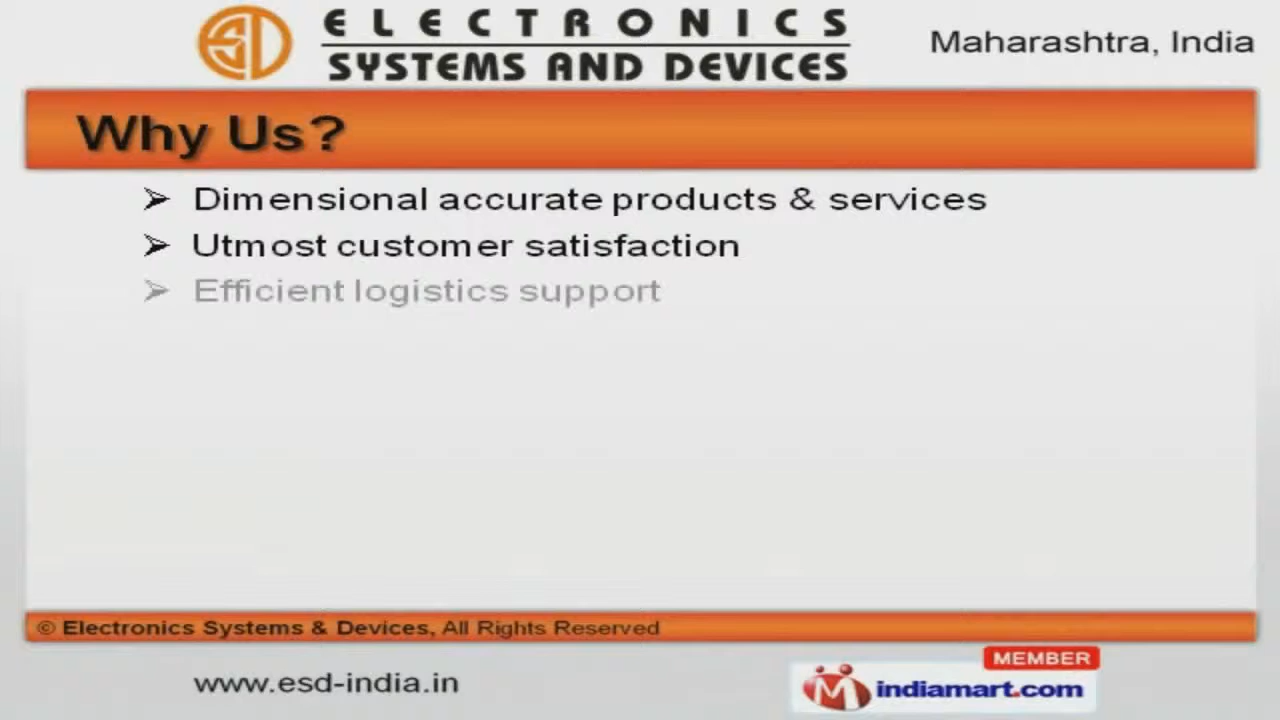 ESD
ELECTRONICS
SYSTEMS AND DEVICES
Maharashtra, India
Why Us?
➢ Dimensional accurate products & services
➢ Utmost customer satisfaction
➢ Efficient logistics support
© Electronics Systems & Devices, All Rights Reserved
www.esd-india.in
MEMBER
indiamart.com